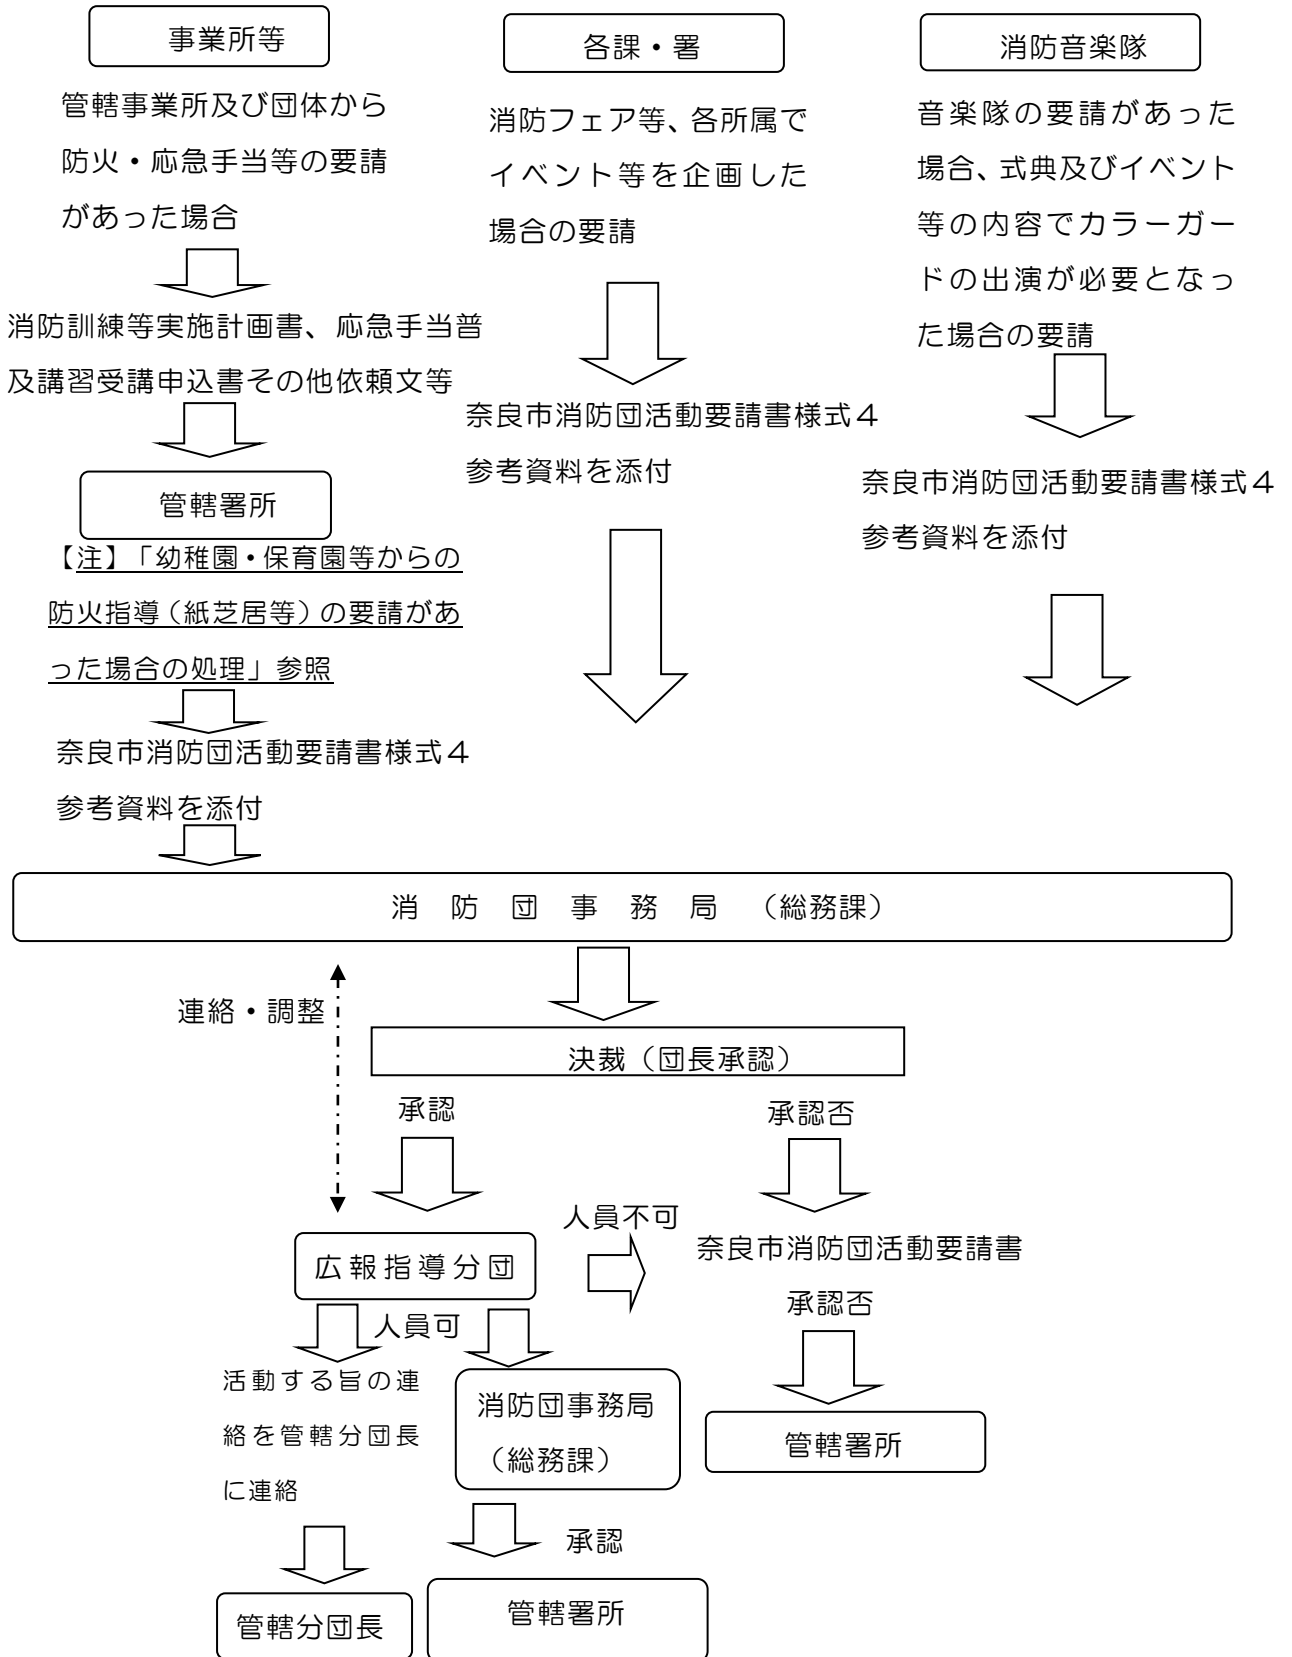 事業所等
管轄事業所及び団体から
防火・応急手当等の要請
があった場合
消防訓練等実施計画書、応急手当普
及講習受講申込書その他依頼文等
管轄署所
【注】「幼稚園・保育園等からの
防火指導（紙芝居等）の要請があ
った場合の処理」参照
奈良市消防団活動要請書様式４
参考資料を添付
各課・署
消防フェア等、各所属で
イベント等を企画した
場合の要請
奈良市消防団活動要請書様式４
参考資料を添付
消防音楽隊
音楽隊の要請があった
場合、式典及びイベント
等の内容でカラーガー
ドの出演が必要となっ
た場合の要請
奈良市消防団活動要請書様式４
参考資料を添付
消防団事務局（総務課）
連絡・調整
決裁（団長承認）
承認
承認否
広報指導分団
人員不可
奈良市消防団活動要請書
承認否
管轄署所
人員可
活動する旨の連
絡を管轄分団長
に連絡
管轄分団長
消防団事務局
（総務課）
承認
管轄署所